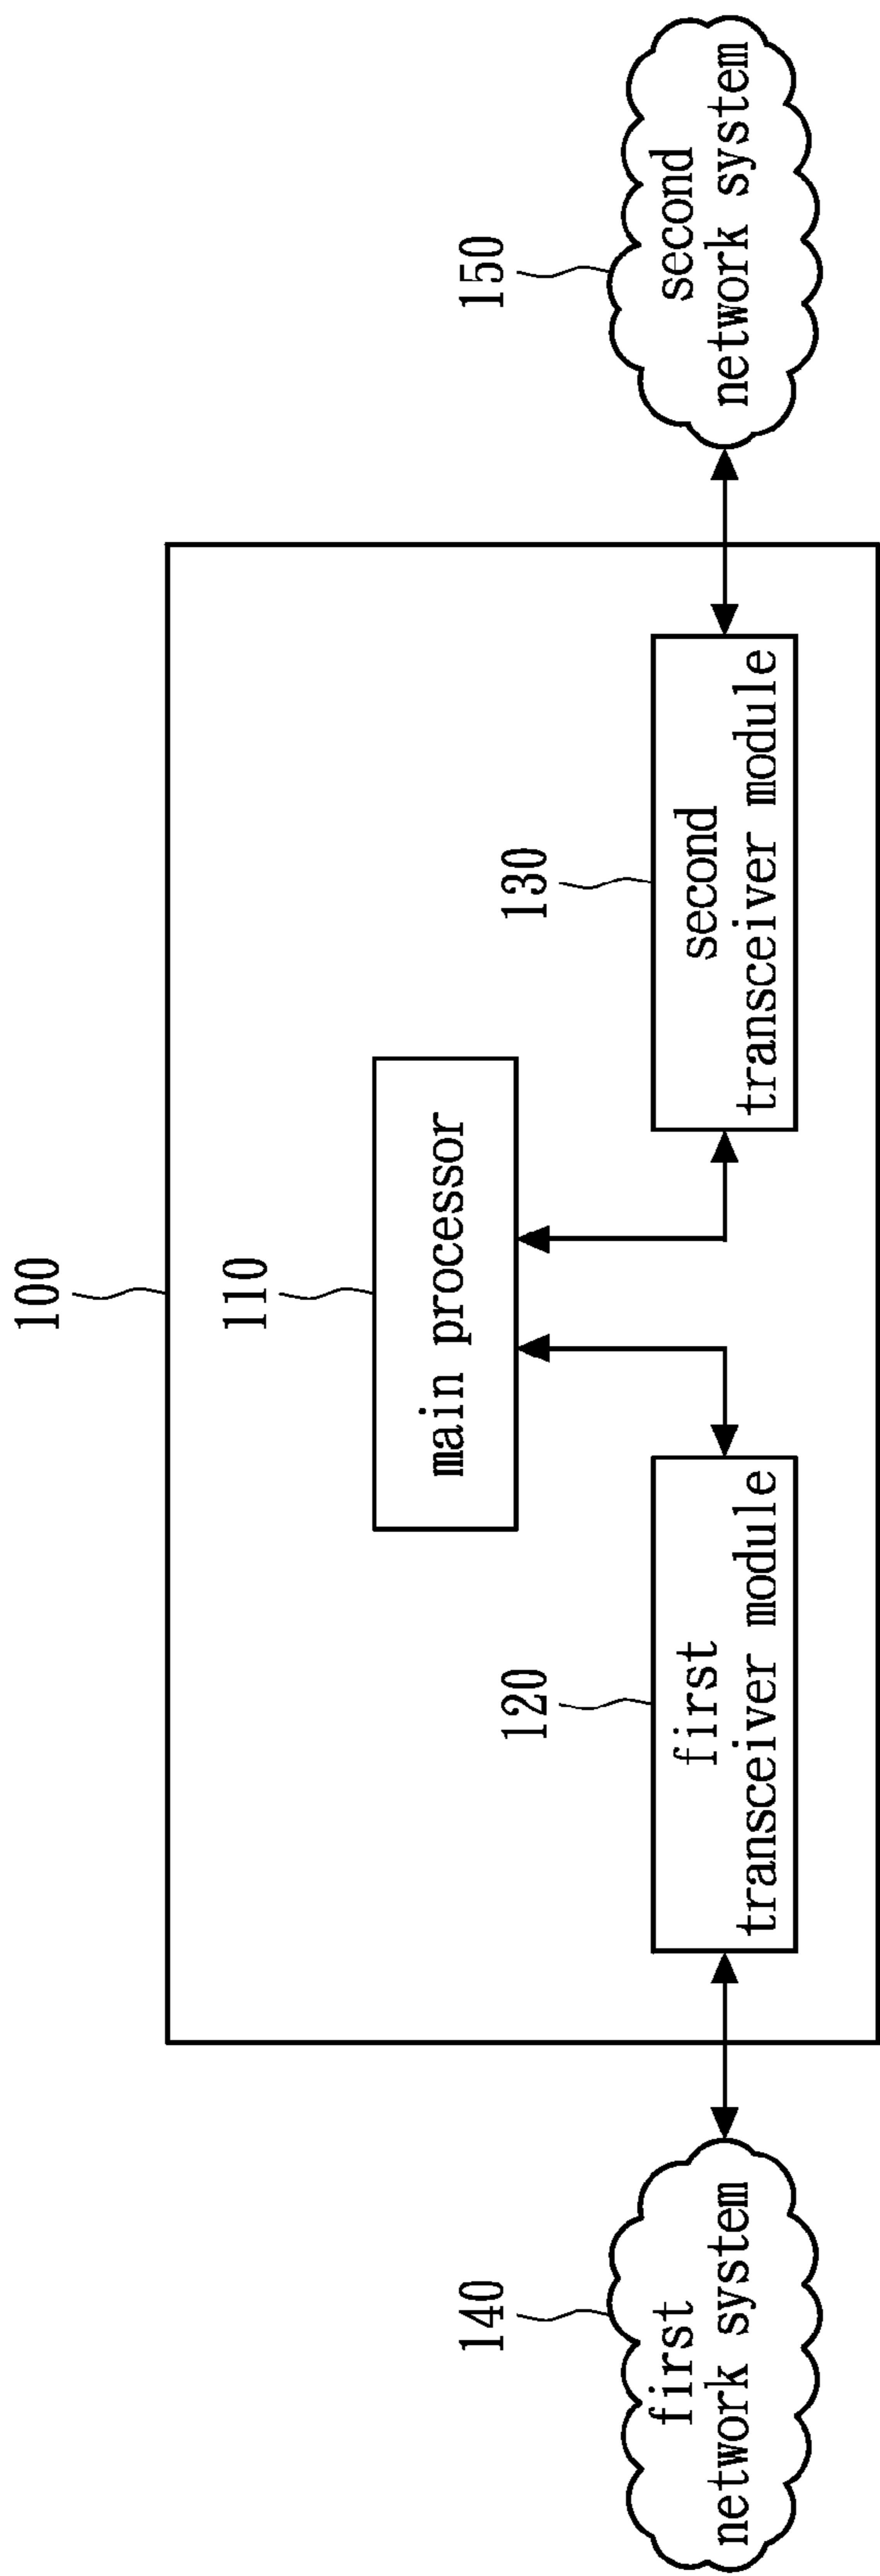 100
110
main processor
120
first
transceiver module
130
second
transceiver module
140
first
network system
150
second
network system